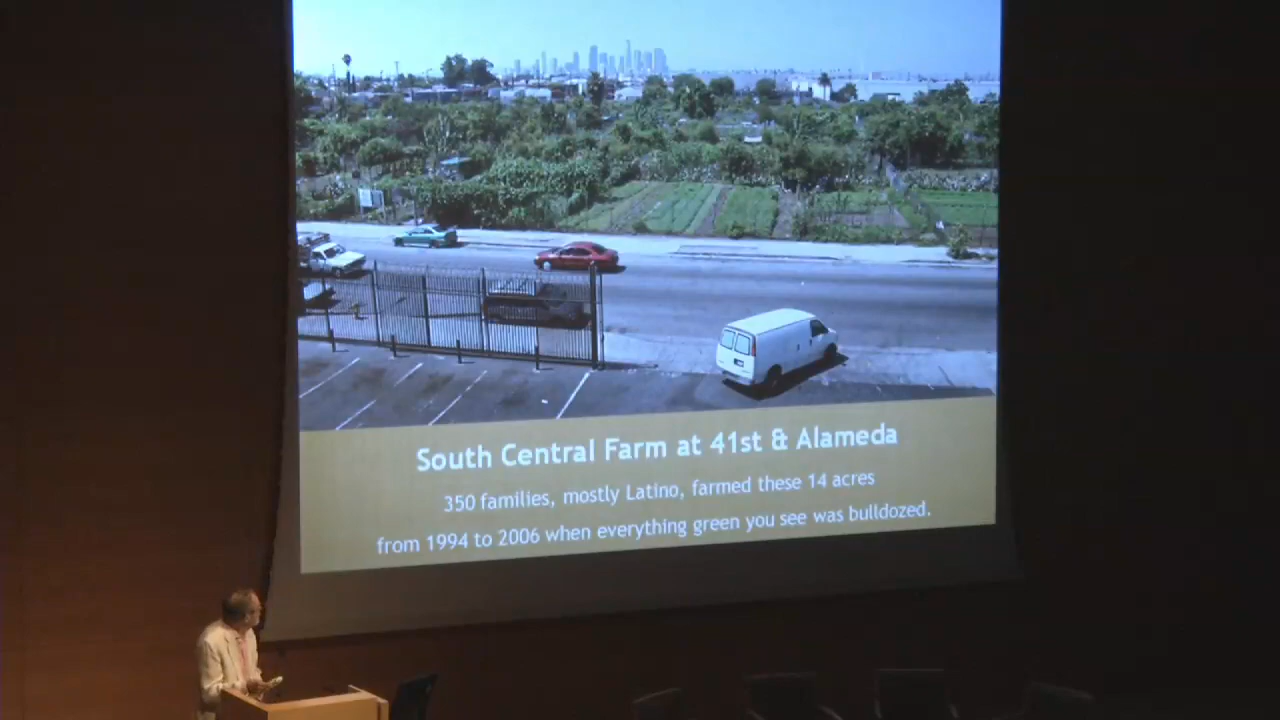 South Central Farm at 41st & Alameda
350 families, mostly Latino, farmed these 14 acres
from 1994 to 2006 when everything green you see was bulldozed.